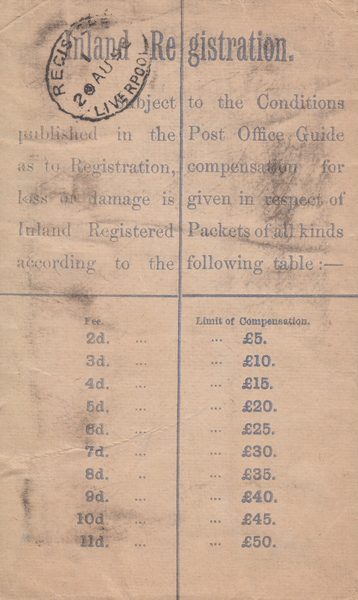 Inland Registration.
REGISTERED
20 AU
LIVERPOOL
Subject to the Conditions
published in the Post Office Guide
as to Registration, compensation for
loss or damage is given in respect of
Inland Registered Packets of all kinds
according to the following table :—
Fee. Limit of Compensation.
2d. ... ... £5.
3d. ... ... £10.
4d. ... ... £15.
5d. ... ... £20.
6d. ... ... £25.
7d. ... ... £30.
8d. .. ... £35.
9d. ... ... £40.
10d ... ... £45.
11d. ... ... £50.